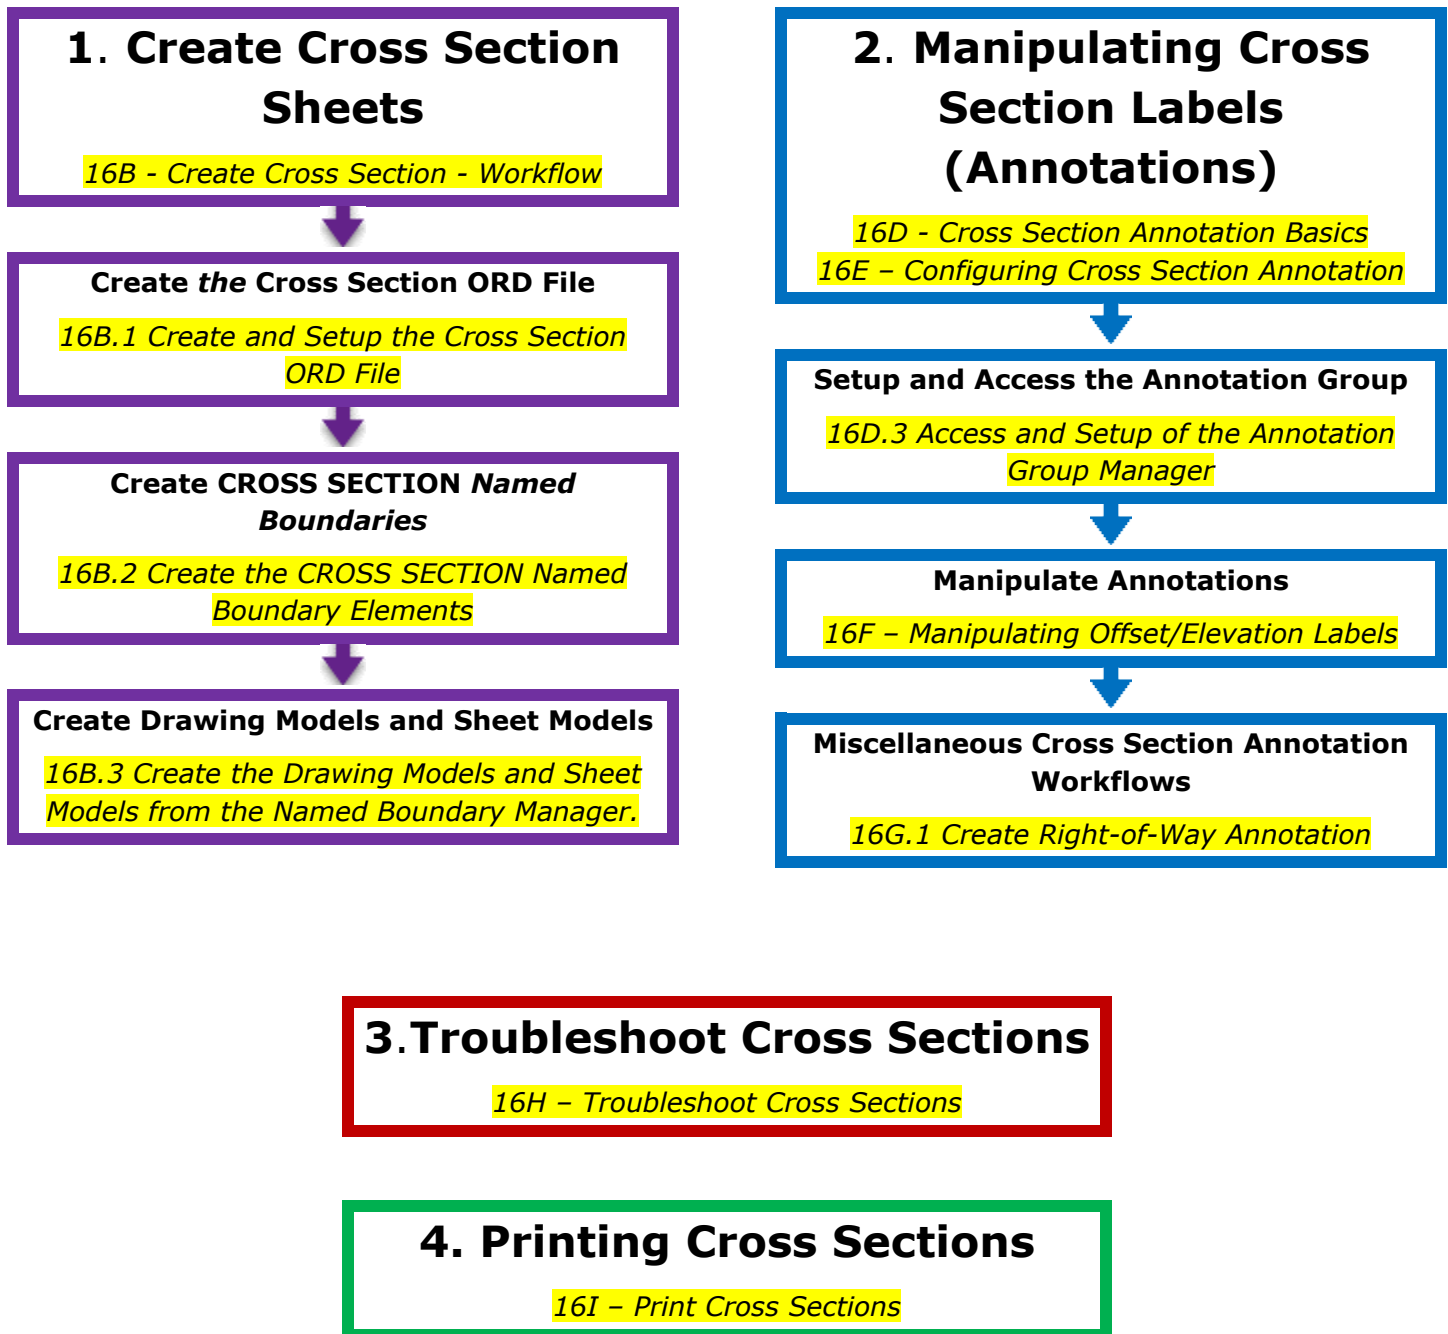 1. Create Cross Section
Sheets
16B - Create Cross Section - Workflow
Create the Cross Section ORD File
16B.1 Create and Setup the Cross Section
ORD File
Create CROSS SECTION Named
Boundaries
16B.2 Create the CROSS SECTION Named
Boundary Elements
Create Drawing Models and Sheet Models
16B.3 Create the Drawing Models and Sheet
Models from the Named Boundary Manager.
2. Manipulating Cross
Section Labels
(Annotations)
16D - Cross Section Annotation Basics
16E – Configuring Cross Section Annotation
Setup and Access the Annotation Group
16D.3 Access and Setup of the Annotation
Group Manager
Manipulate Annotations
16F – Manipulating Offset/Elevation Labels
Miscellaneous Cross Section Annotation
Workflows
16G.1 Create Right-of-Way Annotation
3.Troubleshoot Cross Sections
16H – Troubleshoot Cross Sections
4. Printing Cross Sections
16I – Print Cross Sections